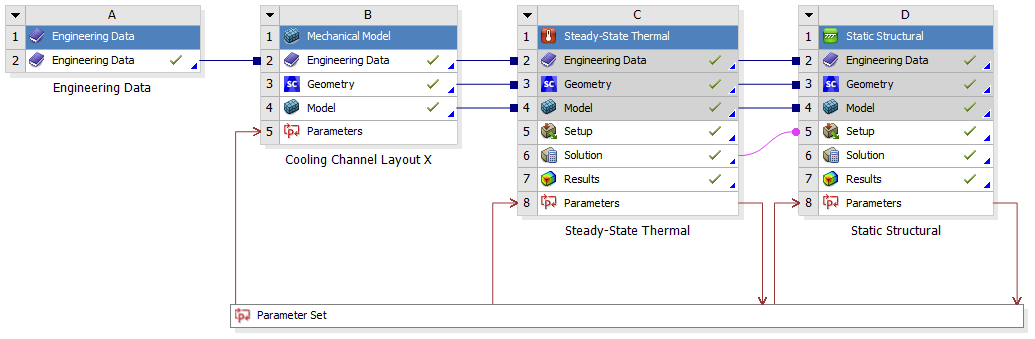 A
1 Engineering Data
2 Engineering Data
Engineering Data
B
1 Mechanical Model
2 Engineering Data
3 SC Geometry
4 Model
5 p Parameters
Cooling Channel Layout X
C
1 Steady-State Thermal
2 Engineering Data
3 SC Geometry
4 Model
5 Setup
6 Solution
7 Results
8 p Parameters
Steady-State Thermal
D
1 Static Structural
2 Engineering Data
3 SC Geometry
4 Model
5 Setup
6 Solution
7 Results
8 p Parameters
Static Structural
p Parameter Set